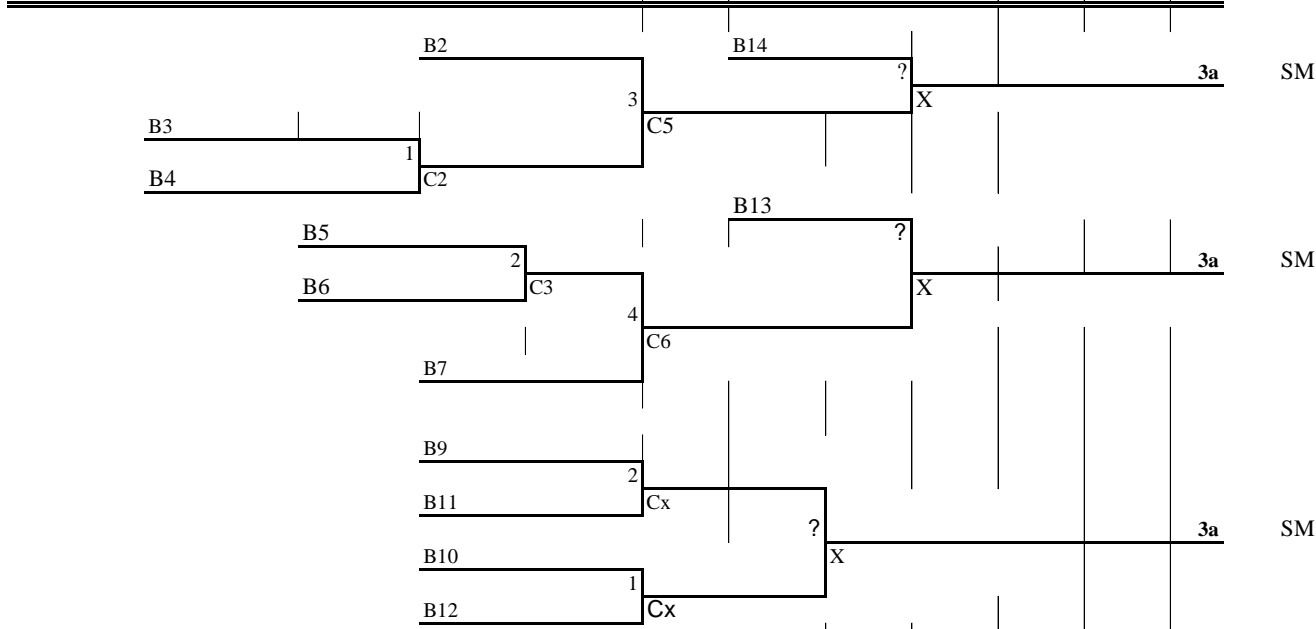 B2 B14
? 3a SM
3 X
B3 C5
1
B4 C2
B13
B5 ?
2 3a SM
B6 C3 X
4
C6
B7
B9
2
B11 Cx
? 3a SM
B10 X
1
B12 Cx